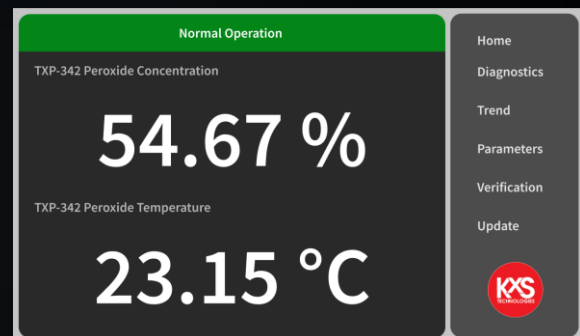 Normal Operation
TXP-342 Peroxide Concentration
54.67 %
TXP-342 Peroxide Temperature
23.15 °C
Home
Diagnostics
Trend
Parameters
Verification
Update
KXS
TECHNOLOGIES